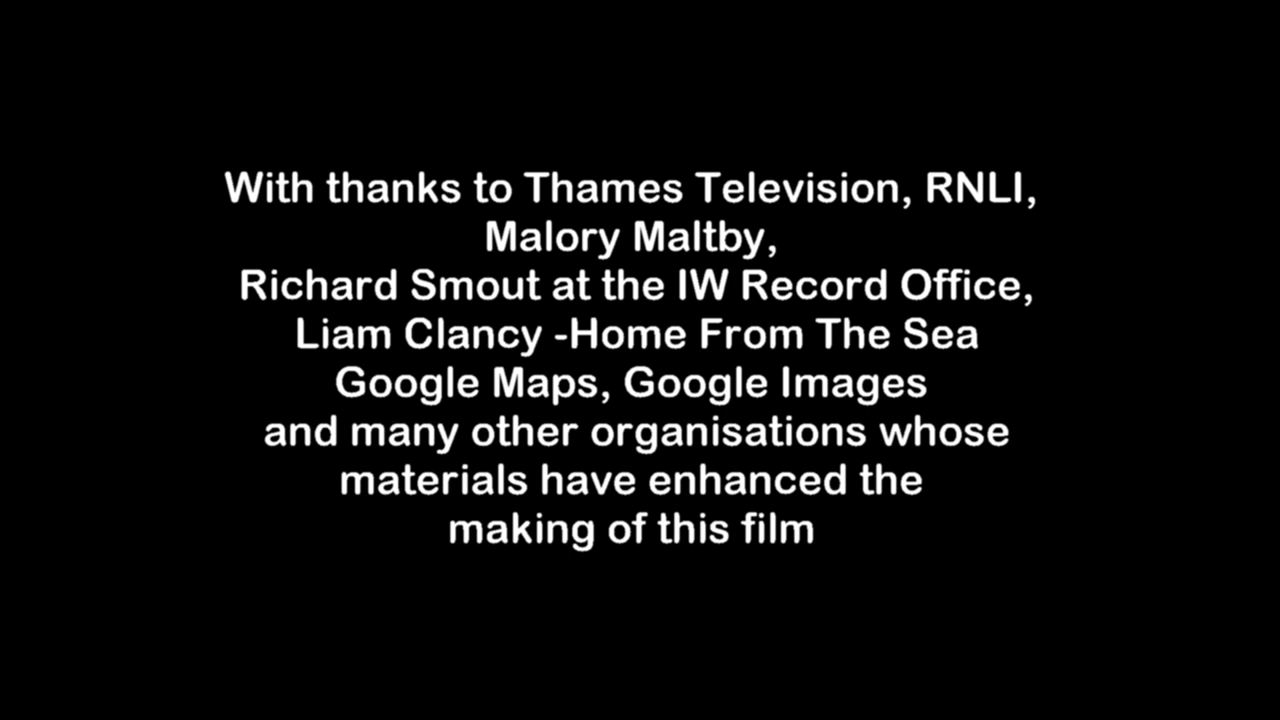 With thanks to Thames Television, RNLI,
Malory Maltby,
Richard Smout at the IW Record Office,
Liam Clancy -Home From The Sea
Google Maps, Google Images
and many other organisations whose
materials have enhanced the
making of this film